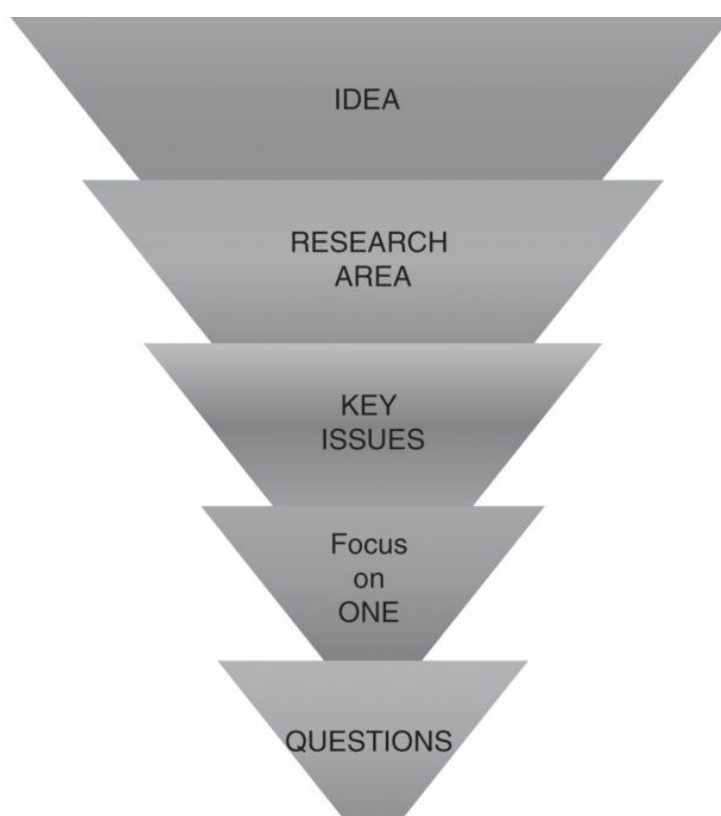 IDEA
RESEARCH
AREA
KEY
ISSUES
Focus
on
ONE
QUESTIONS